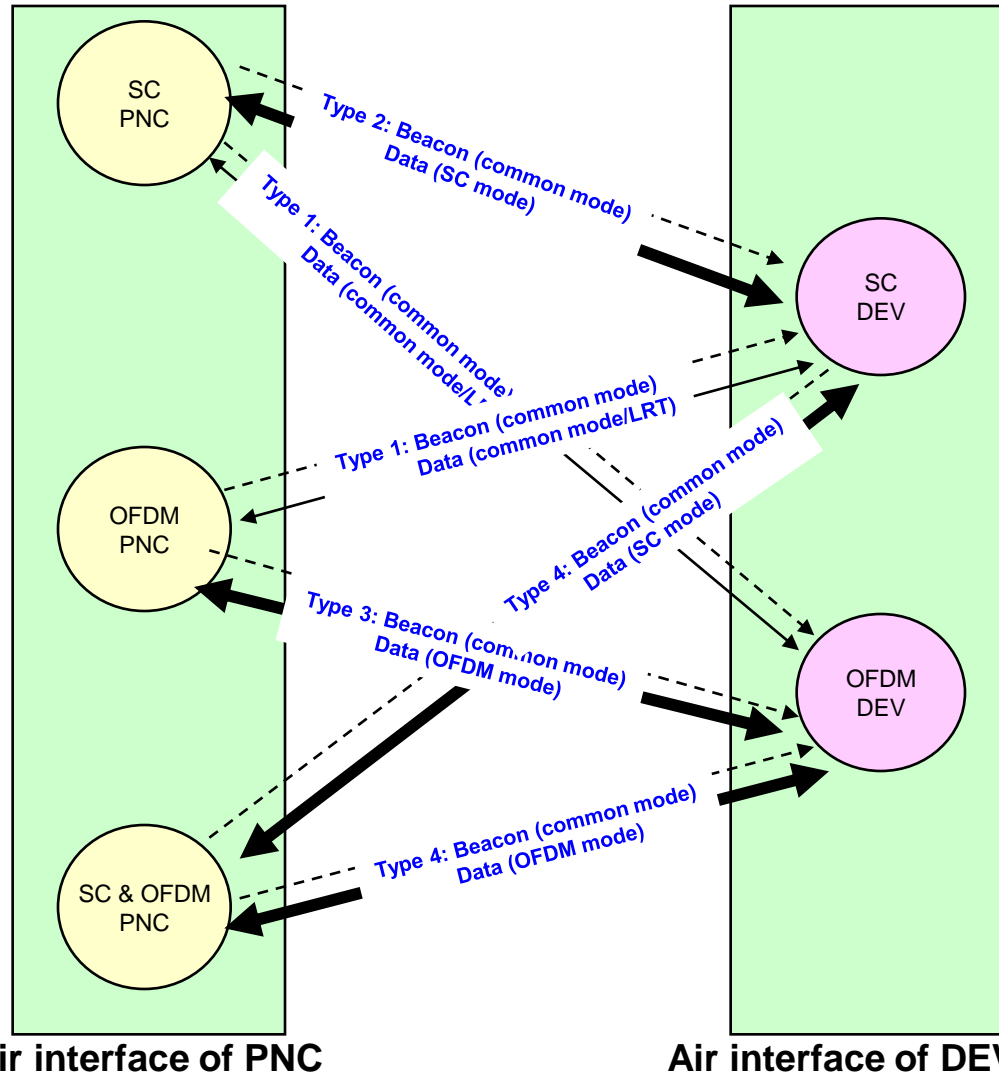 SC
PNC
Type 2: Beacon (common mode)
Data (SC mode)
Type 1: Beacon (common mode)
Data (common mode/
SC
DEV
Type 1: Beacon (common mode)
Data (common mode/LRT)
OFDM
PNC
Type 4: Beacon (common mode)
Data (SC mode)
Type 3: Beacon (common mode)
Data (OFDM mode)
OFDM
DEV
Type 4: Beacon (common mode)
Data (OFDM mode)
SC & OFDM
PNC
ir interface of PNC
Air interface of DEV